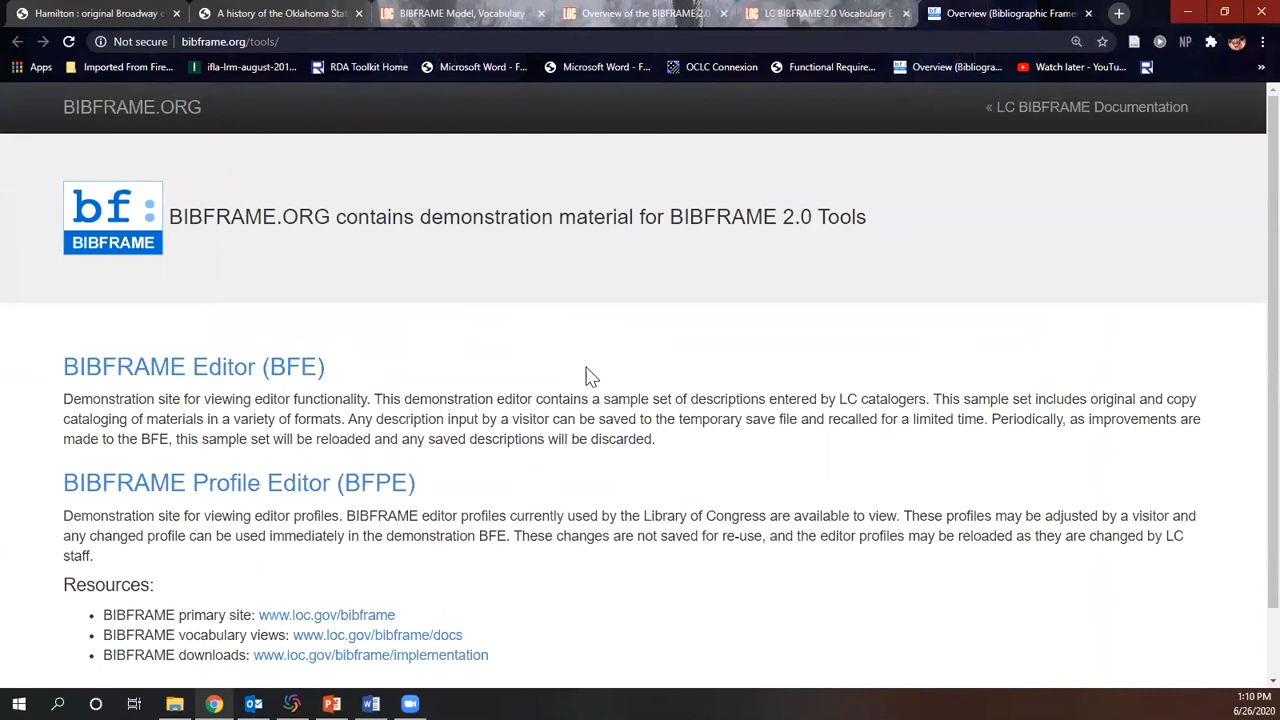 Hamilton : original Broadway c
A history of the Oklahoma Stat
LOC
BIBFRAME Model, Vocabulary
LOC
Overview of the BIBFRAME 2.0
LOC
LC BIBFRAME 2.0 Vocabulary E
Overview (Bibliographic Frame
Not secure
bibframe.org/tools/
NP
Apps
Imported From Fire...
ifla-lrm-august-201...
RDA Toolkit Home
Microsoft Word - F...
Microsoft Word - F...
OCLC Connexion
Functional Require...
Overview (Bibliogra...
Watch later - YouTu...
»
BIBFRAME.ORG
« LC BIBFRAME Documentation
bf:
BIBFRAME
BIBFRAME.ORG contains demonstration material for BIBFRAME 2.0 Tools
BIBFRAME Editor (BFE)
Demonstration site for viewing editor functionality. This demonstration editor contains a sample set of descriptions entered by LC catalogers. This sample set includes original and copy
cataloging of materials in a variety of formats. Any description input by a visitor can be saved to the temporary save file and recalled for a limited time. Periodically, as improvements are
made to the BFE, this sample set will be reloaded and any saved descriptions will be discarded.
BIBFRAME Profile Editor (BFPE)
Demonstration site for viewing editor profiles. BIBFRAME editor profiles currently used by the Library of Congress are available to view. These profiles may be adjusted by a visitor and
any changed profile can be used immediately in the demonstration BFE. These changes are not saved for re-use, and the editor profiles may be reloaded as they are changed by LC
staff.
Resources:
• BIBFRAME primary site: www.loc.gov/bibframe
• BIBFRAME vocabulary views: www.loc.gov/bibframe/docs
• BIBFRAME downloads: www.loc.gov/bibframe/implementation
1:10 PM
6/26/2020